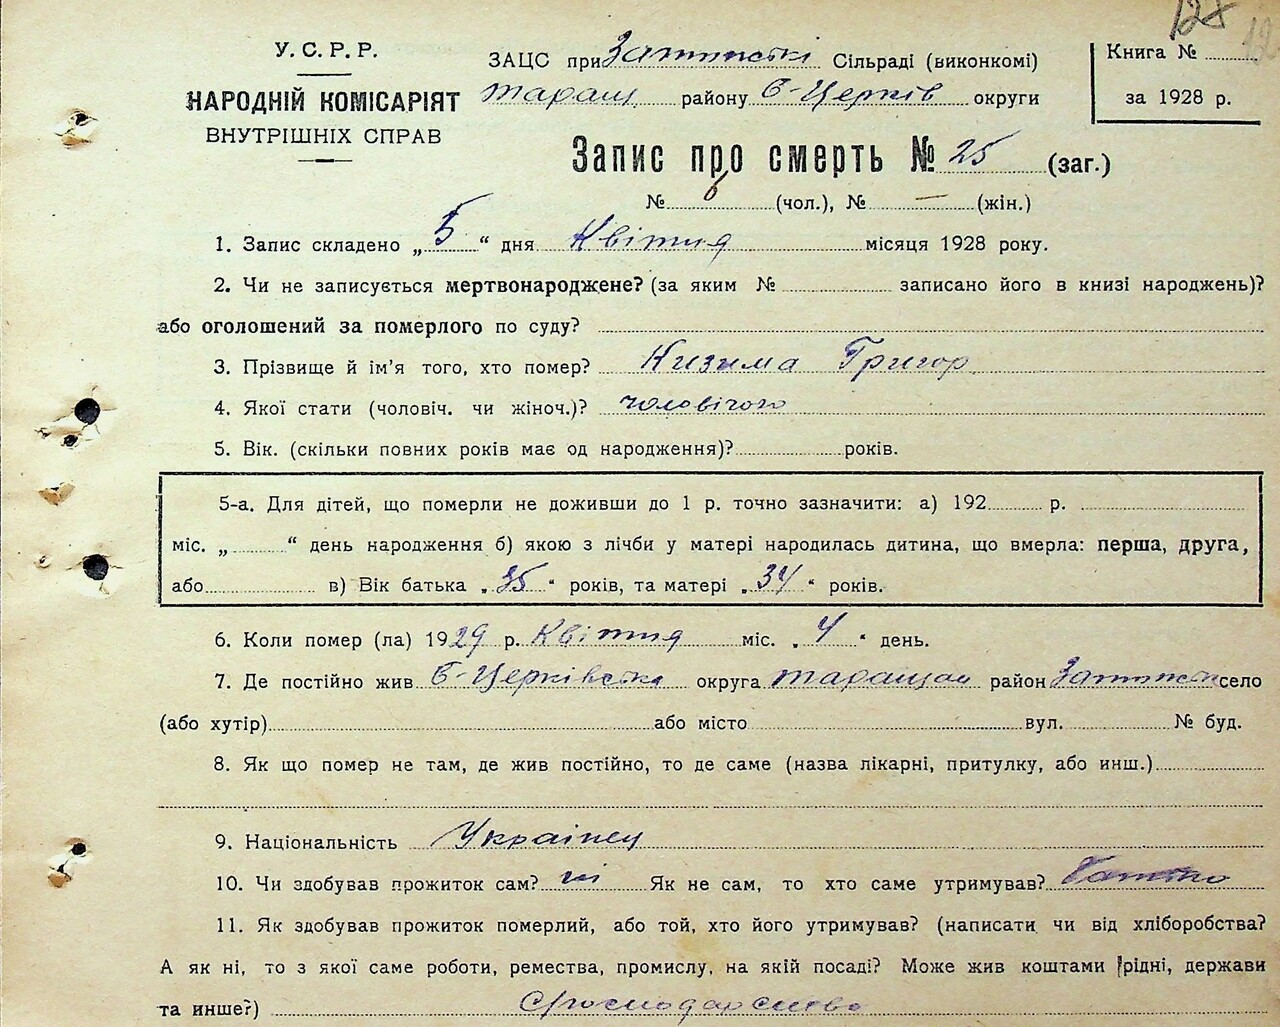 128
У. С. Р. Р.
НАРОДНІЙ КОМІСАРІЯТ
ВНУТРІШНІХ СПРАВ
ЗАЦС при Сільраді (виконкомі)
таращ. району Б-Церків округи
Книга №
за 1928 р.
Запис про смерть № 25 (заг.)
№ 6 (чол.), № — (жін.)
1. Запис складено „ 5 “ дня Квітня місяця 1928 року.
2. Чи не записується мертвонароджене? (за яким № записано його в книзі народжень)?
або оголошений за померлого по суду?
3. Прізвище й ім'я того, хто помер? Кизима Григор
4. Якої стати (чоловіч. чи жіноч.)? чоловічого
5. Вік. (скільки повних років має од народження)? років.
5-а. Для дітей, що померли не доживши до 1 р. точно зазначити: а) 192 р.
міс. „ “ день народження б) якою з лічби у матері народилась дитина, що вмерла: перша, друга,
або в) Вік батька „ 35 “ років, та матері „ 34 “ років.
6. Коли помер (ла) 1929 р. Квітня міс. „ 4 “ день.
7. Де постійно жив Б-Церківська округа таращан район село
(або хутір) або місто вул. № буд.
8. Як що помер не там, де жив постійно, то де саме (назва лікарні, притулку, або инш.)
9. Національність Українец
10. Чи здобував прожиток сам? ні Як не сам, то хто саме утримував? Батько
11. Як здобував прожиток померлий, або той, хто його утримував? (написати чи від хліборобства?
А як ні, то з якої саме роботи, ремества, промислу, на якій посаді? Може жив коштами рідні, держави
та инше?)